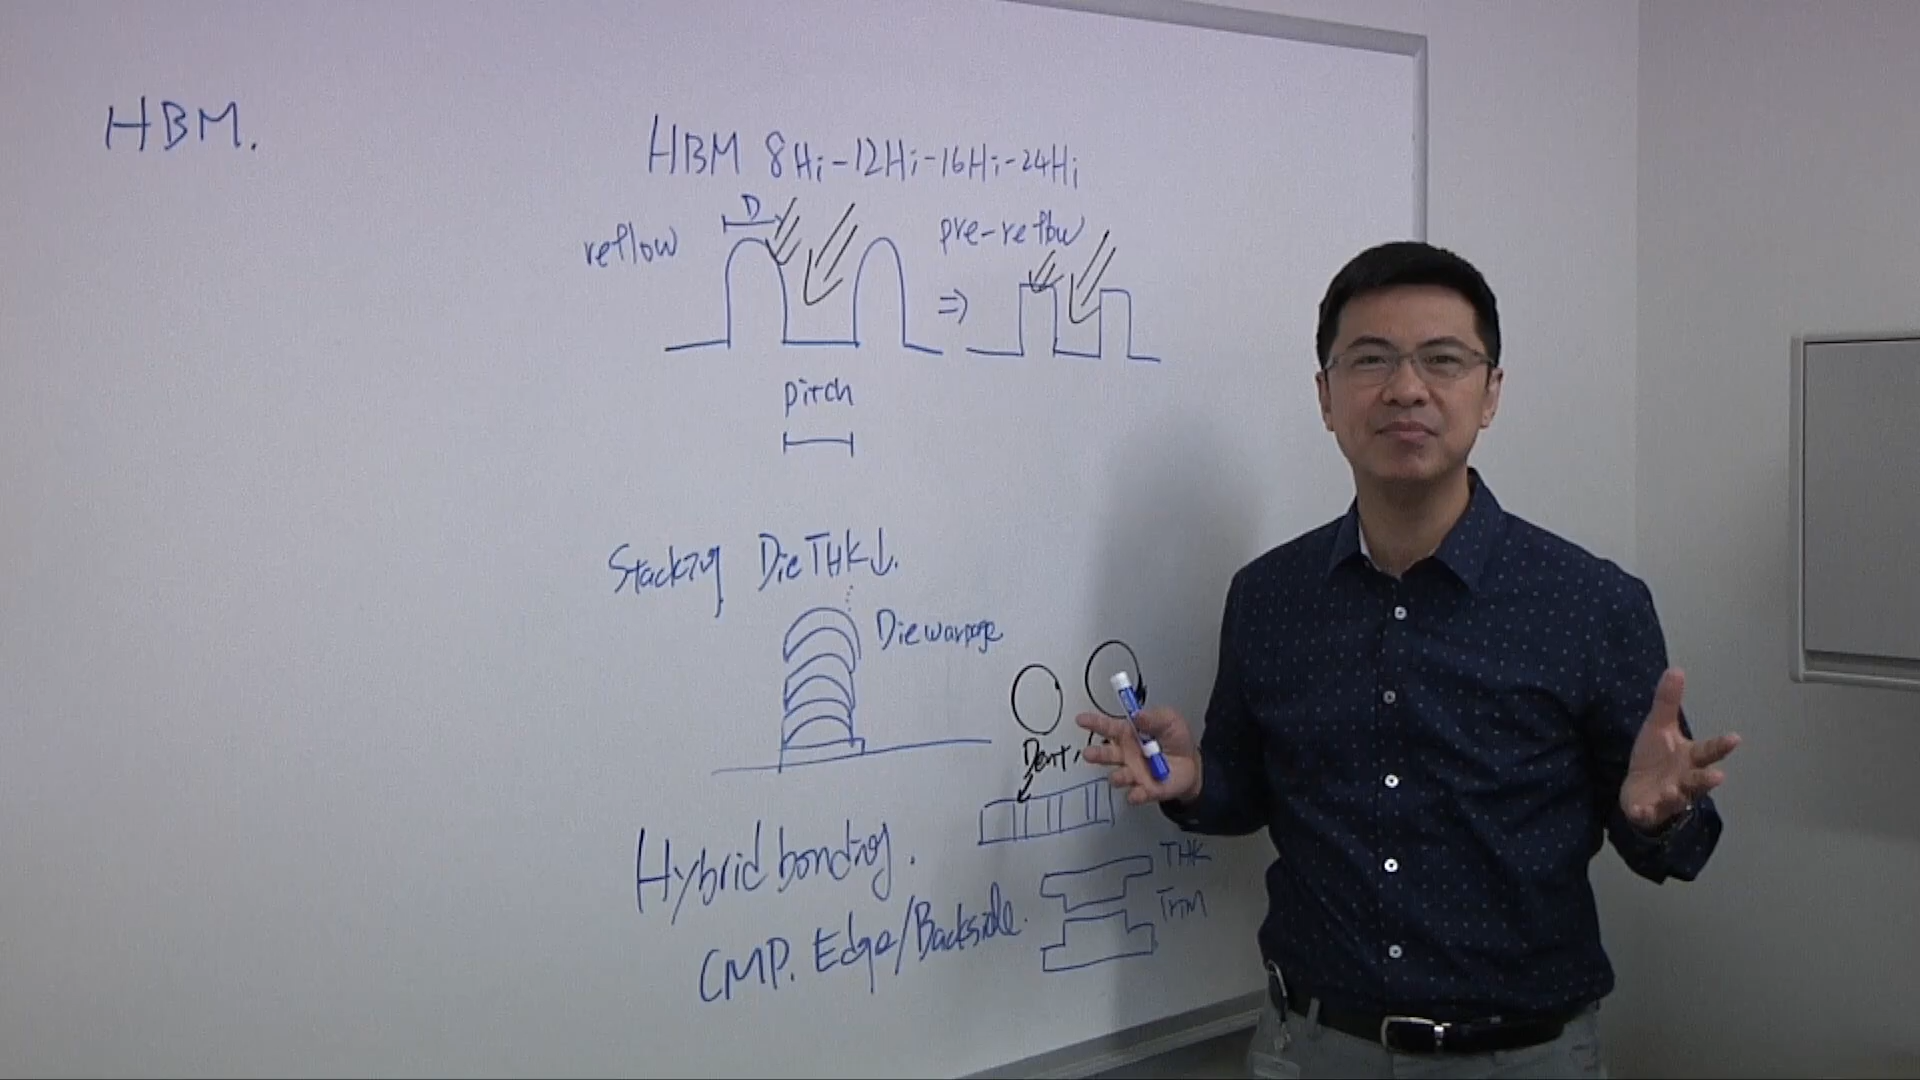 HBM.
HBM 8Hi-12Hi-16Hi-24Hi
D
reflow
pre-reflow
⇒
pitch
Stacking Die THK↓.
Die warpage
Dent,
Hybrid bonding.
THK
Trim
CMP. Edge/Backside.